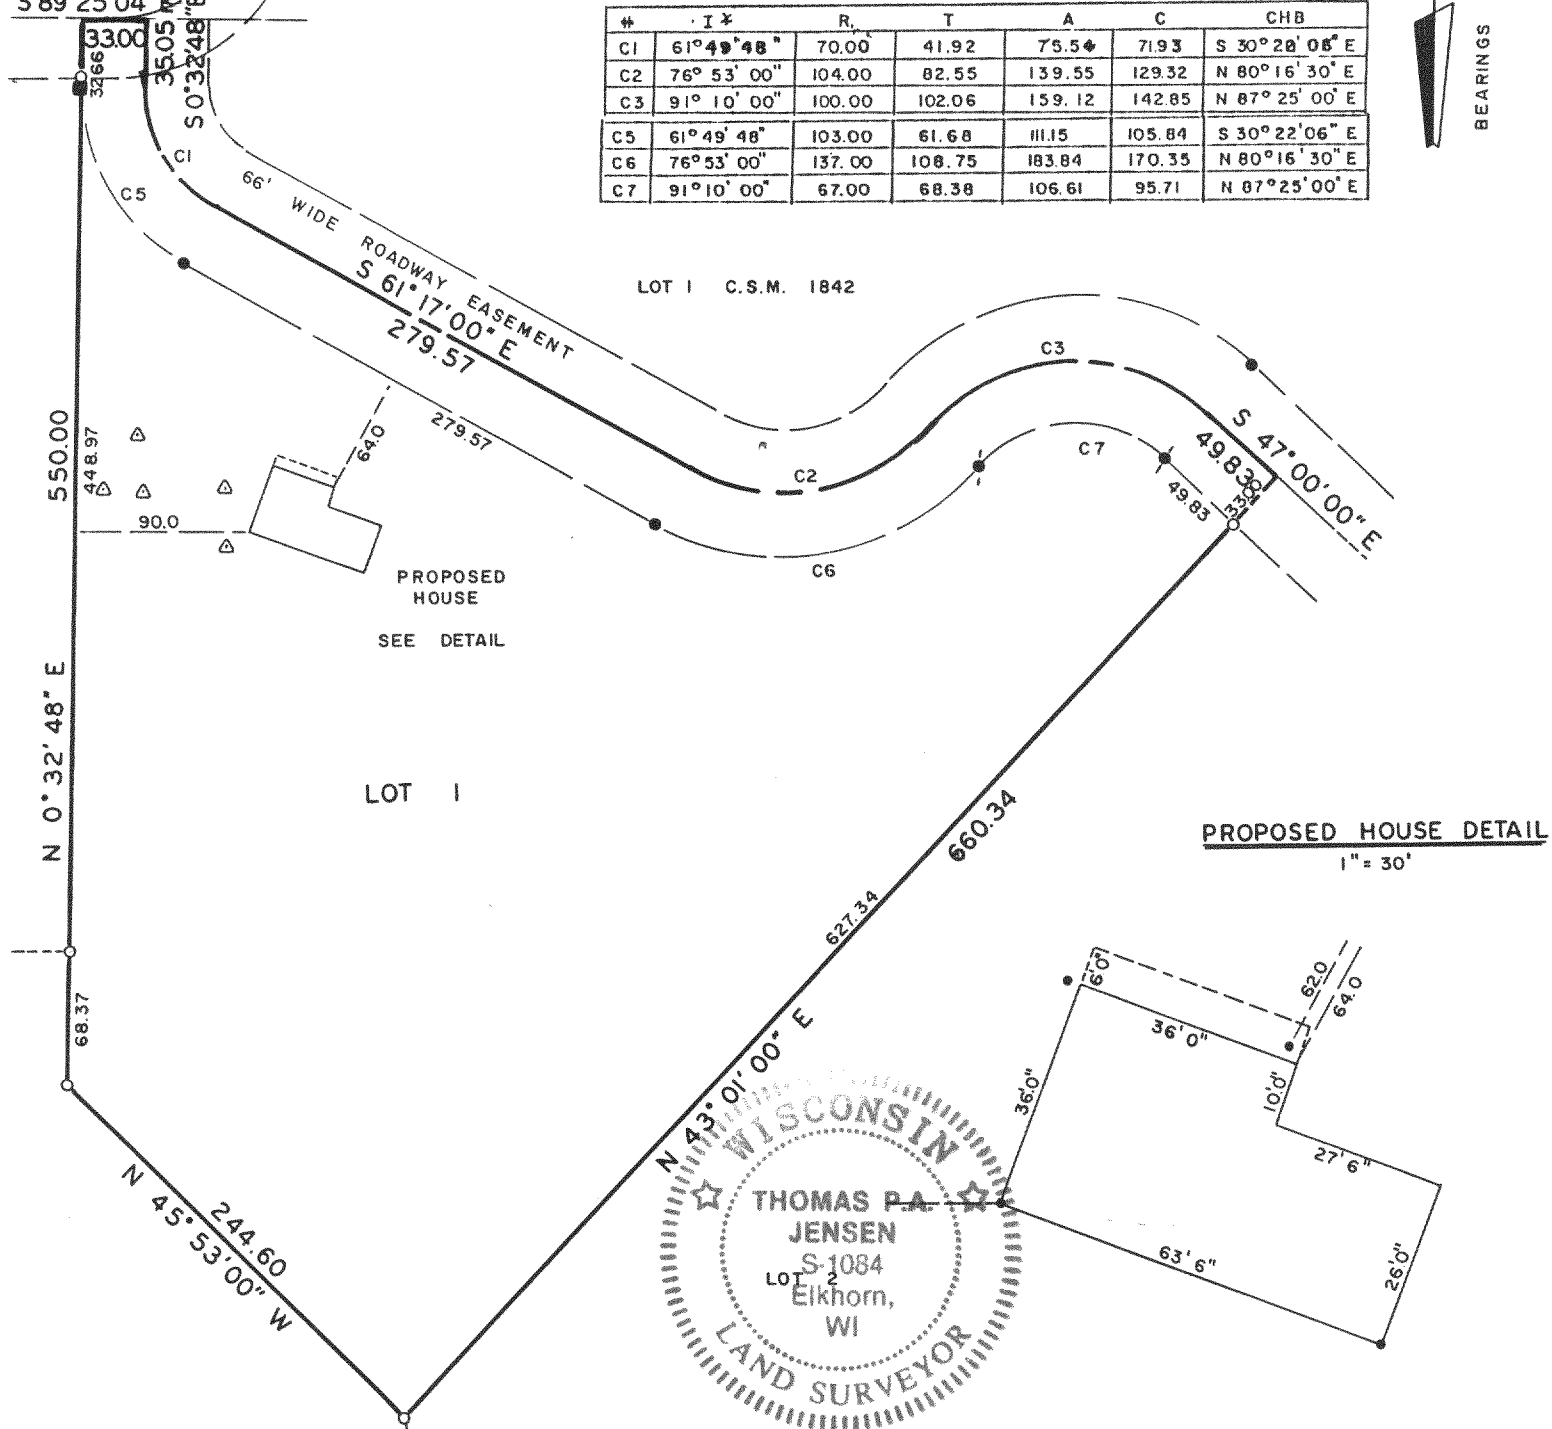 S 89°25'04"
33.00
35.05
S 0°32'48" E
32.66
# I R. T A C CHB
C1 61°49'48" 70.00 41.92 75.54 71.93 S 30°28'06" E
C2 76°53'00" 104.00 82.55 139.55 129.32 N 80°16'30" E
C3 91°10'00" 100.00 102.06 159.12 142.85 N 87°25'00" E
C5 61°49'48" 103.00 61.68 111.15 105.84 S 30°22'06" E
C6 76°53'00" 137.00 108.75 183.84 170.35 N 80°16'30" E
C7 91°10'00" 67.00 68.38 106.61 95.71 N 87°25'00" E
BEARINGS
C1
C5
66' WIDE ROADWAY EASEMENT
S 61°17'00" E
279.57
279.57
LOT 1 C.S.M. 1842
C3
C2
C7
C6
S 47°00'00" E
49.83
33.0
49.83
550.00
448.97
64.0
90.0
PROPOSED
HOUSE
SEE DETAIL
N 0°32'48" E
LOT 1
660.34
627.34
N 43°01'00" E
68.37
244.60
N 45°53'00" W
PROPOSED HOUSE DETAIL
1"= 30'
6'0"
62.0
64.0
36'0"
36'0"
10'0"
27'6"
63'6"
26'0"
WISCONSIN
THOMAS P.A.
JENSEN
S-1084
LOT 2
Elkhorn,
WI
LAND SURVEYOR